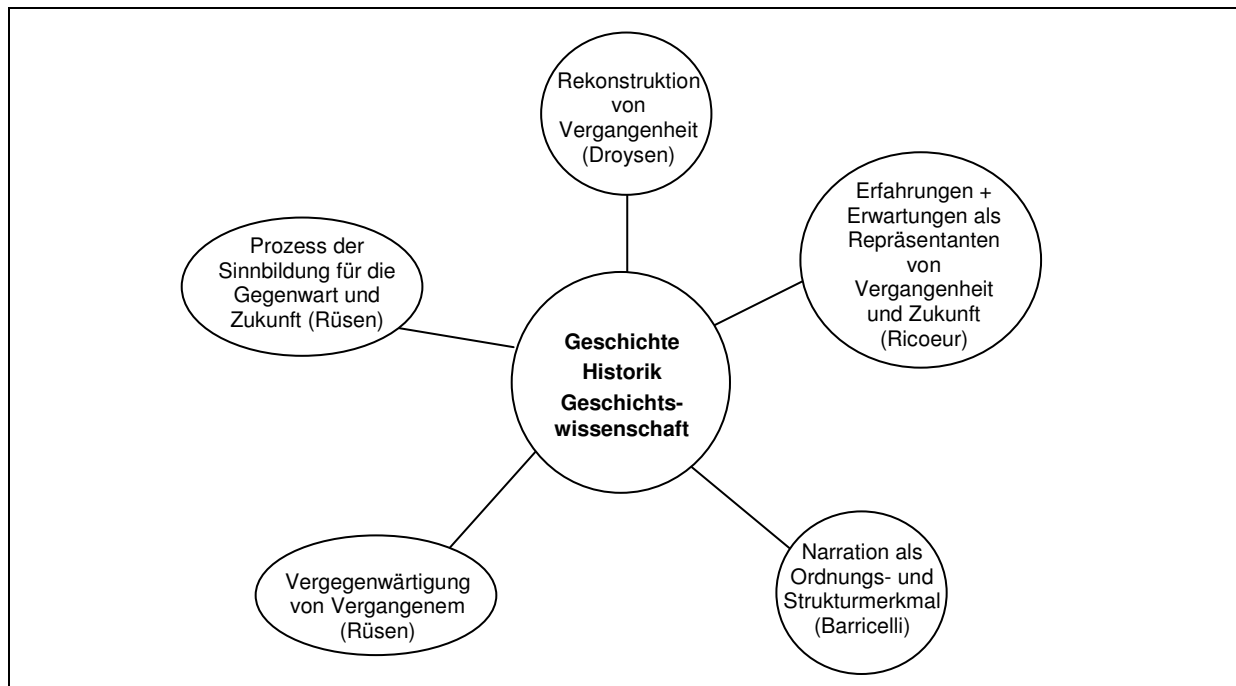 Rekonstruktion
von
Vergangenheit
(Droysen)
Erfahrungen +
Erwartungen als
Repräsentanten
von
Vergangenheit
und Zukunft
(Ricoeur)
Prozess der
Sinnbildung für die
Gegenwart und
Zukunft (Rüsen)
Geschichte
Historik
Geschichts-
wissenschaft
Narration als
Ordnungs- und
Strukturmerkmal
(Barricelli)
Vergegenwärtigung
von Vergangenem
(Rüsen)